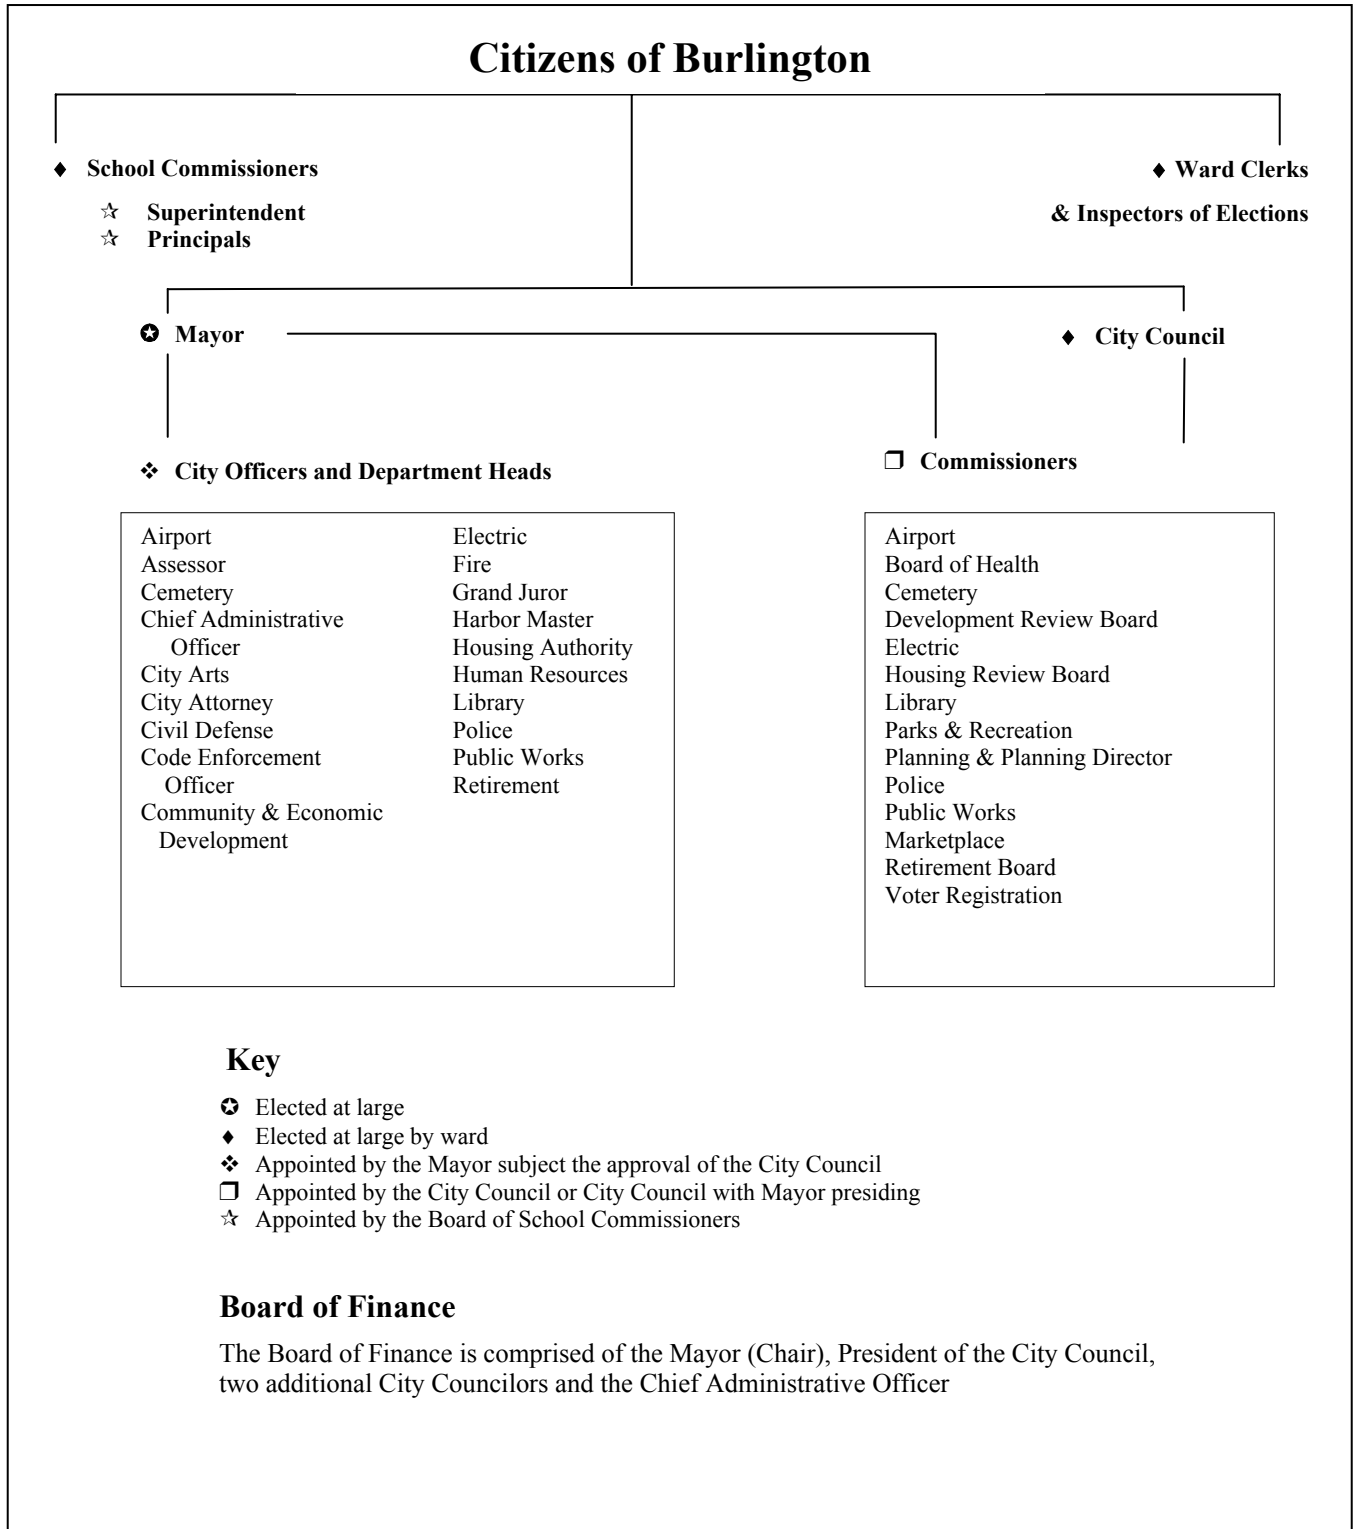 Citizens of Burlington
♦ School Commissioners
☆ Superintendent
☆ Principals
♦ Ward Clerks
& Inspectors of Elections
✪ Mayor
♦ City Council
❖ City Officers and Department Heads
Airport
Assessor
Cemetery
Chief Administrative
Officer
City Arts
City Attorney
Civil Defense
Code Enforcement
Officer
Community & Economic
Development
Electric
Fire
Grand Juror
Harbor Master
Housing Authority
Human Resources
Library
Police
Public Works
Retirement
❒ Commissioners
Airport
Board of Health
Cemetery
Development Review Board
Electric
Housing Review Board
Library
Parks & Recreation
Planning & Planning Director
Police
Public Works
Marketplace
Retirement Board
Voter Registration
Key
✪ Elected at large
♦ Elected at large by ward
❖ Appointed by the Mayor subject the approval of the City Council
❒ Appointed by the City Council or City Council with Mayor presiding
☆ Appointed by the Board of School Commissioners
Board of Finance
The Board of Finance is comprised of the Mayor (Chair), President of the City Council,
two additional City Councilors and the Chief Administrative Officer